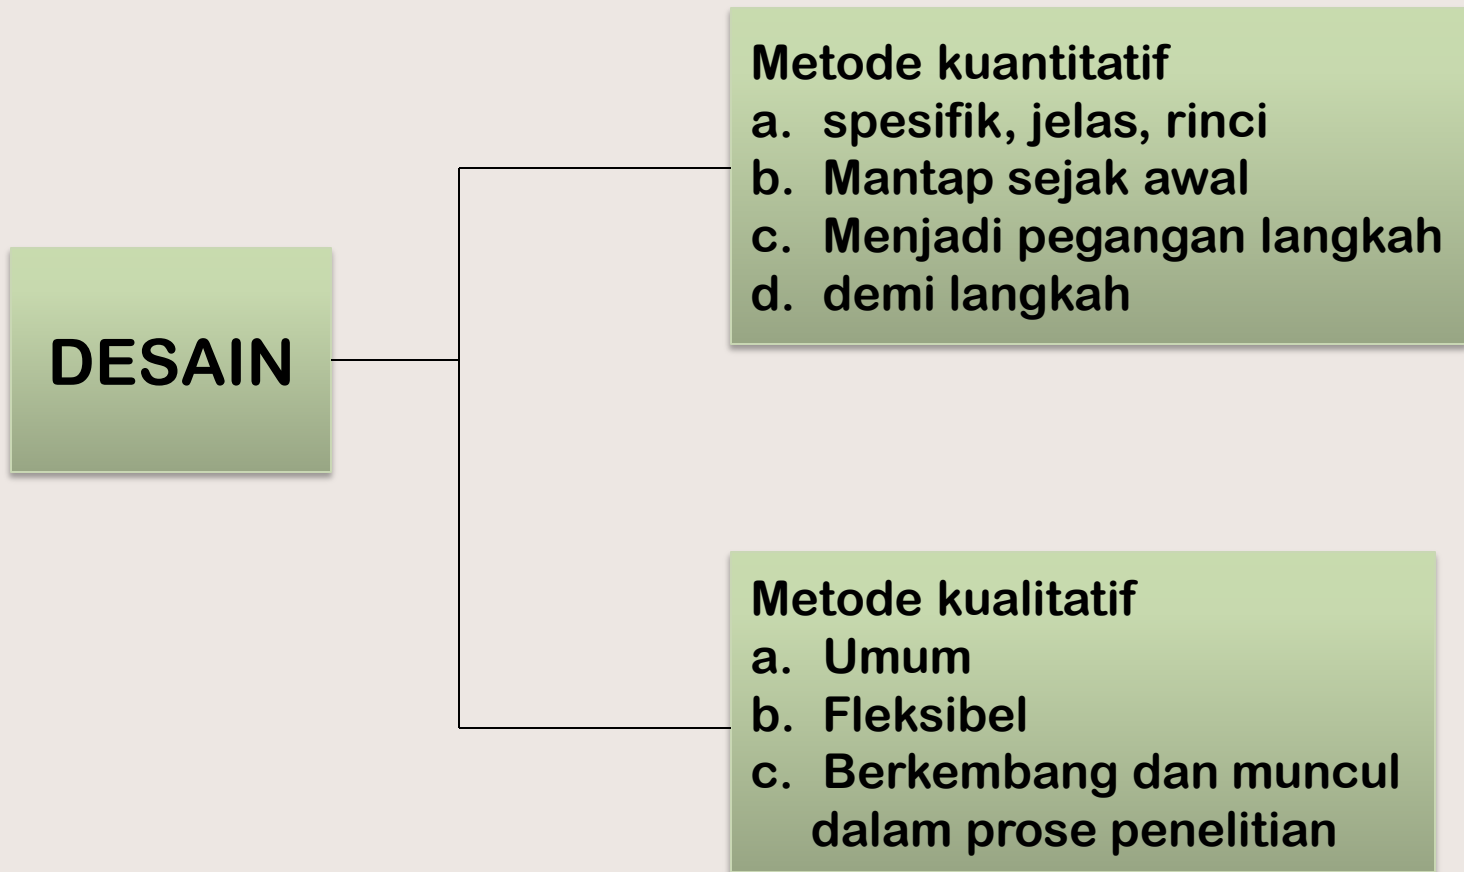 DESAIN
Metode kuantitatif
a. spesifik, jelas, rinci
b. Mantap sejak awal
c. Menjadi pegangan langkah
d. demi langkah
Metode kualitatif
a. Umum
b. Fleksibel
c. Berkembang dan muncul
dalam prose penelitian